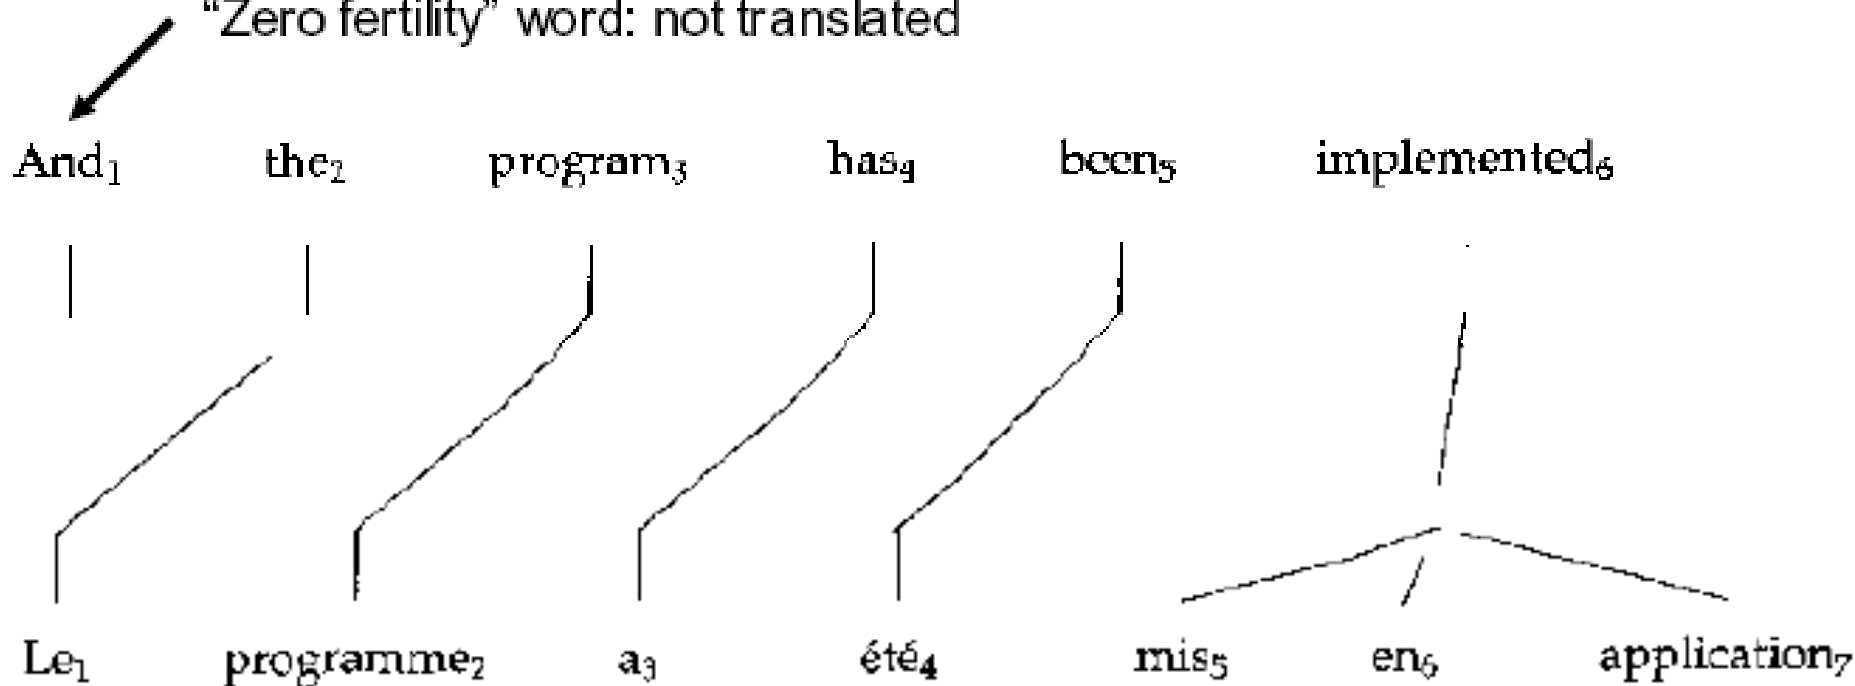 “Zero fertility” word: not translated
And₁ the₂ program₃ has₄ been₅ implemented₆
Le₁ programme₂ a₃ été₄ mis₅ en₆ application₇